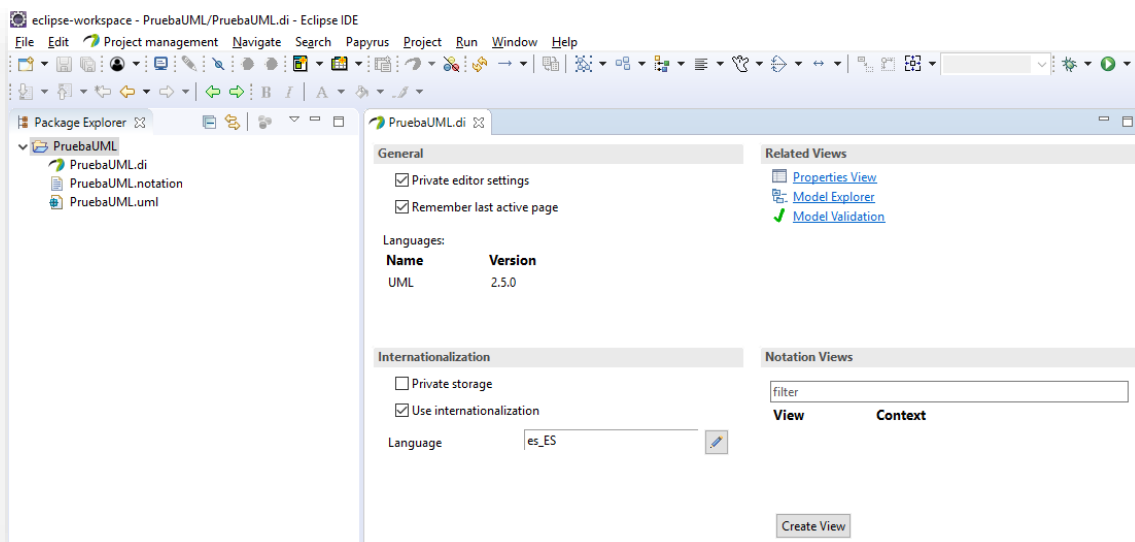 eclipse-workspace - PruebaUML/PruebaUML.di - Eclipse IDE
File Edit Project management Navigate Search Papyrus Project Run Window Help
B I A
Package Explorer
PruebaUML
PruebaUML.di
PruebaUML.notation
PruebaUML.uml
PruebaUML.di
General
Private editor settings
Remember last active page
Languages:
Name Version
UML 2.5.0
Related Views
Properties View
Model Explorer
Model Validation
Internationalization
Private storage
Use internationalization
Language es_ES
Notation Views
filter
View Context
Create View